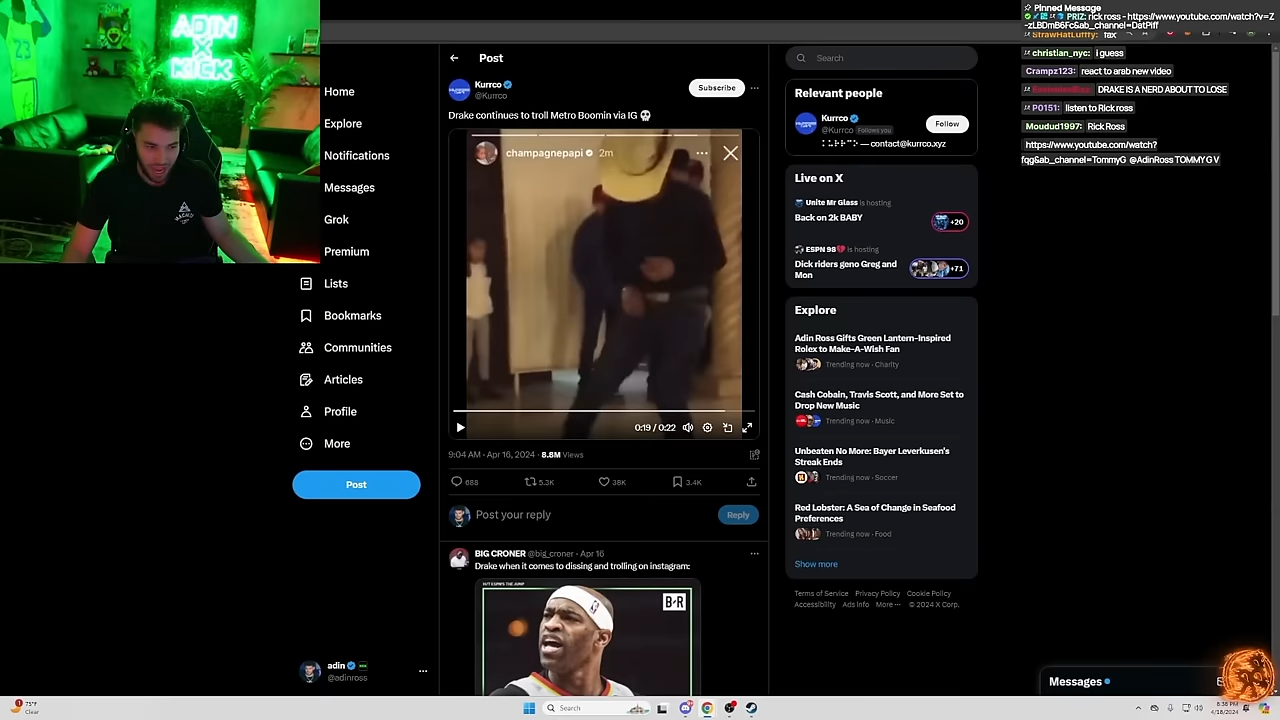 ADIN
X
KICK
23
Home
Explore
Notifications
Messages
Grok
Premium
Lists
Bookmarks
Communities
Articles
Profile
More
Post
adin
@adinross
Post
Kurrco
@Kurrco
Subscribe
Drake continues to troll Metro Boomin via IG 💀
champagnepapi 2m
0:19 / 0:22
9:04 AM · Apr 16, 2024 · 8.8M Views
688 5.3K 38K 3.4K
Post your reply
Reply
BIG CRONER @big_croner · Apr 16
Drake when it comes to dissing and trolling on instagram:
B/R
Search
Relevant people
Kurrco
@Kurrco Follows you
Follow
— contact@kurrco.xyz
Live on X
Unite Mr Glass is hosting
Back on 2k BABY
+20
ESPN 98 is hosting
Dick riders geno Greg and
Mon
+71
Explore
Adin Ross Gifts Green Lantern-Inspired
Rolex to Make-A-Wish Fan
Trending now · Charity
Cash Cobain, Travis Scott, and More Set to
Drop New Music
Trending now · Music
Unbeaten No More: Bayer Leverkusen's
Streak Ends
Trending now · Soccer
Red Lobster: A Sea of Change in Seafood
Preferences
Trending now · Food
Show more
Terms of Service Privacy Policy Cookie Policy
Accessibility Ads info More ··· © 2024 X Corp.
Pinned Message
PRIZ: rick ross - https://www.youtube.com/watch?v=Z
-zLBDmB6Fc&ab_channel=DatPiff
StrawHatLuffyy: fax
christian_nyc: i guess
Crampz123: react to arab new video
DRAKE IS A NERD ABOUT TO LOSE
P0151: listen to Rick ross
Moudud1997: Rick Ross
https://www.youtube.com/watch?
fqg&ab_channel=TommyG @AdinRoss TOMMY G V
Messages
75°F
Clear
Search
6:38 PM
4/18/2024